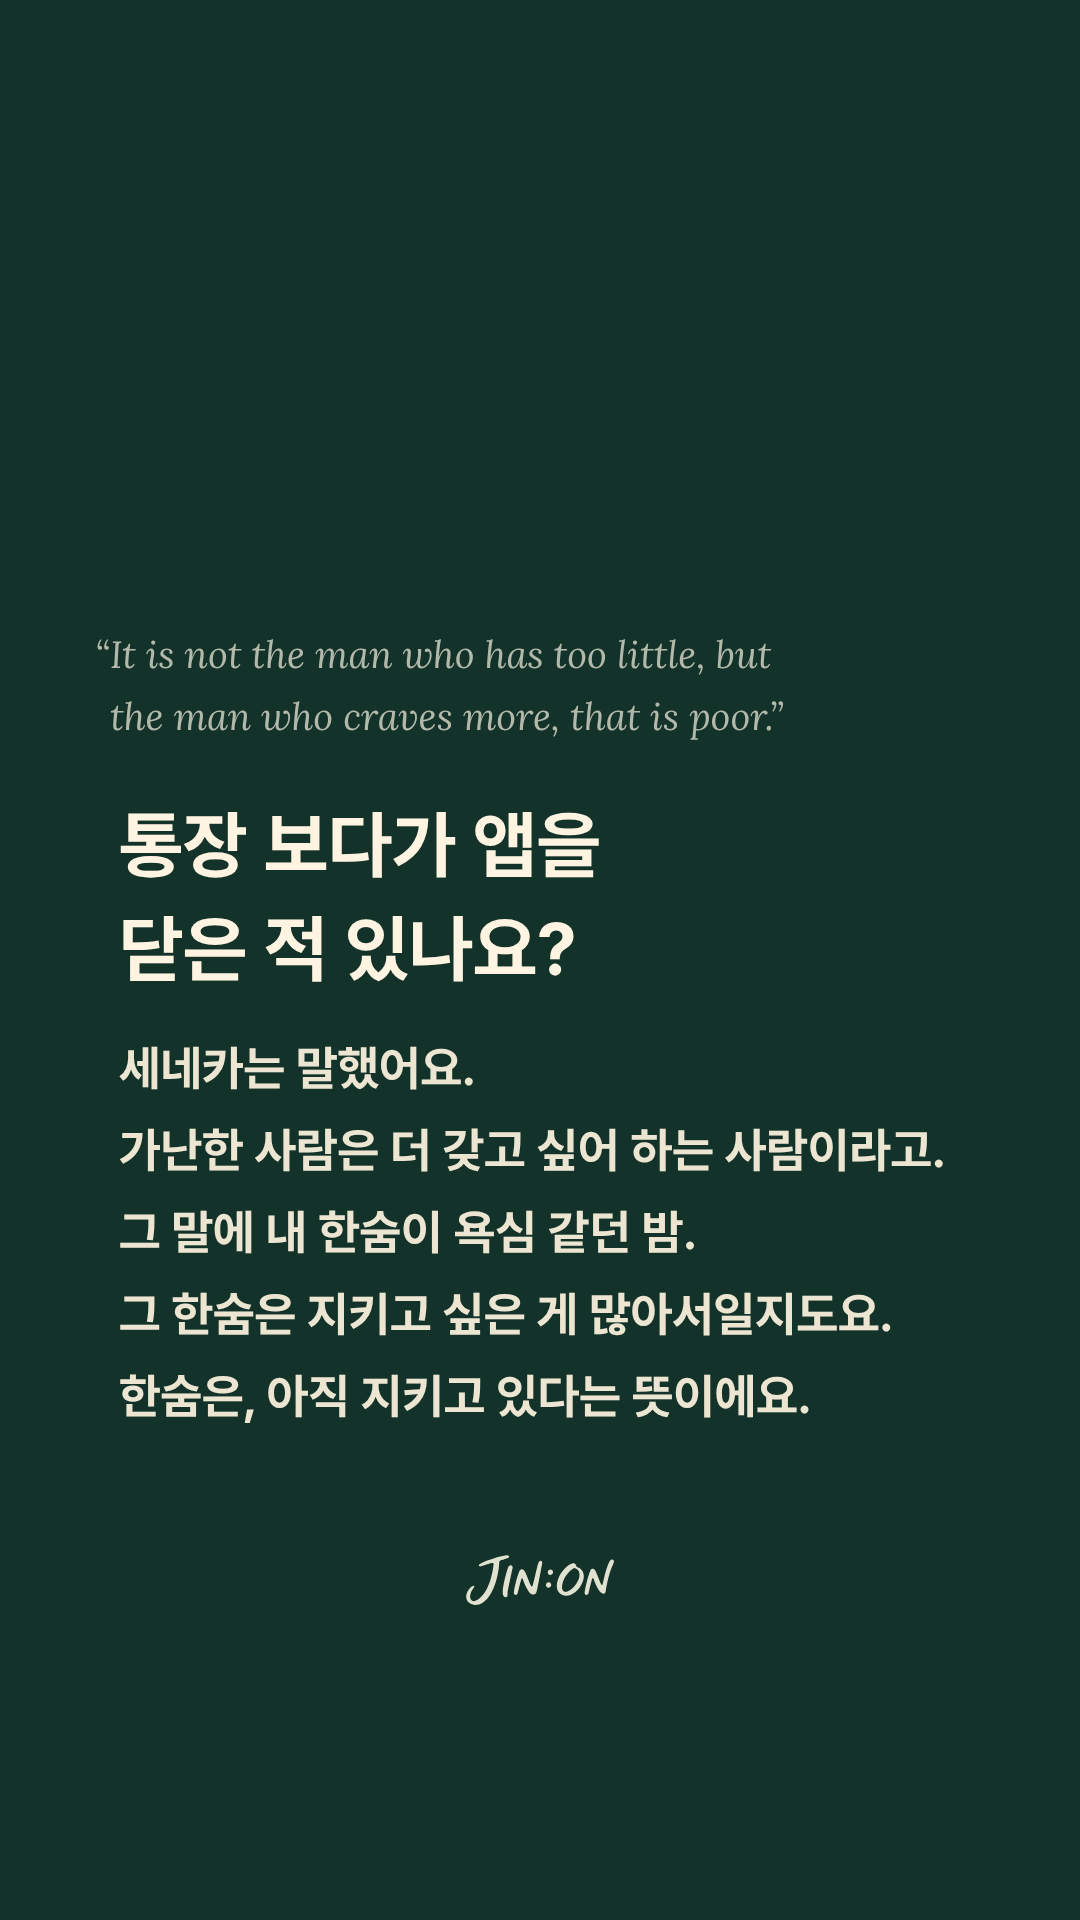 “It is not the man who has too little, but
the man who craves more, that is poor.”
통장 보다가 앱을
닫은 적 있나요?
세네카는 말했어요.
가난한 사람은 더 갖고 싶어 하는 사람이라고.
그 말에 내 한숨이 욕심 같던 밤.
그 한숨은 지키고 싶은 게 많아서일지도요.
한숨은, 아직 지키고 있다는 뜻이에요.
JIN:ON